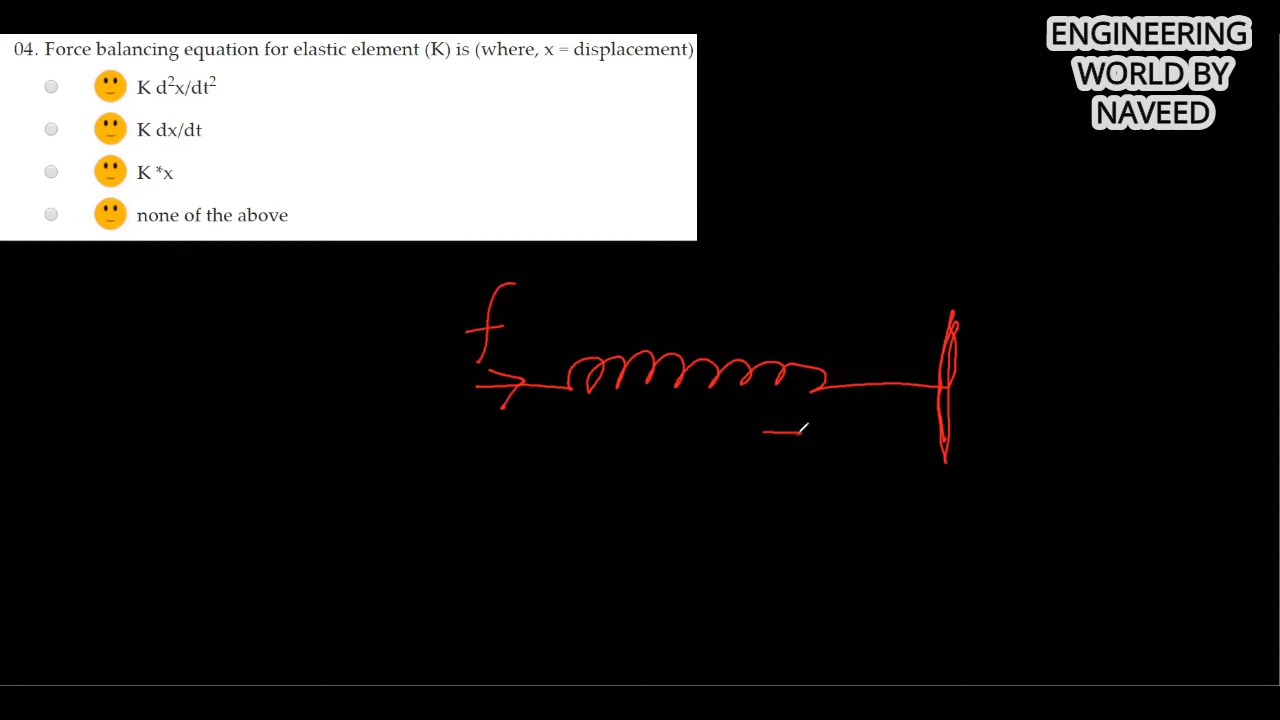 04. Force balancing equation for elastic element (K) is (where, x = displacement)
K d²x/dt²
K dx/dt
K *x
none of the above
ENGINEERING
WORLD BY
NAVEED
f